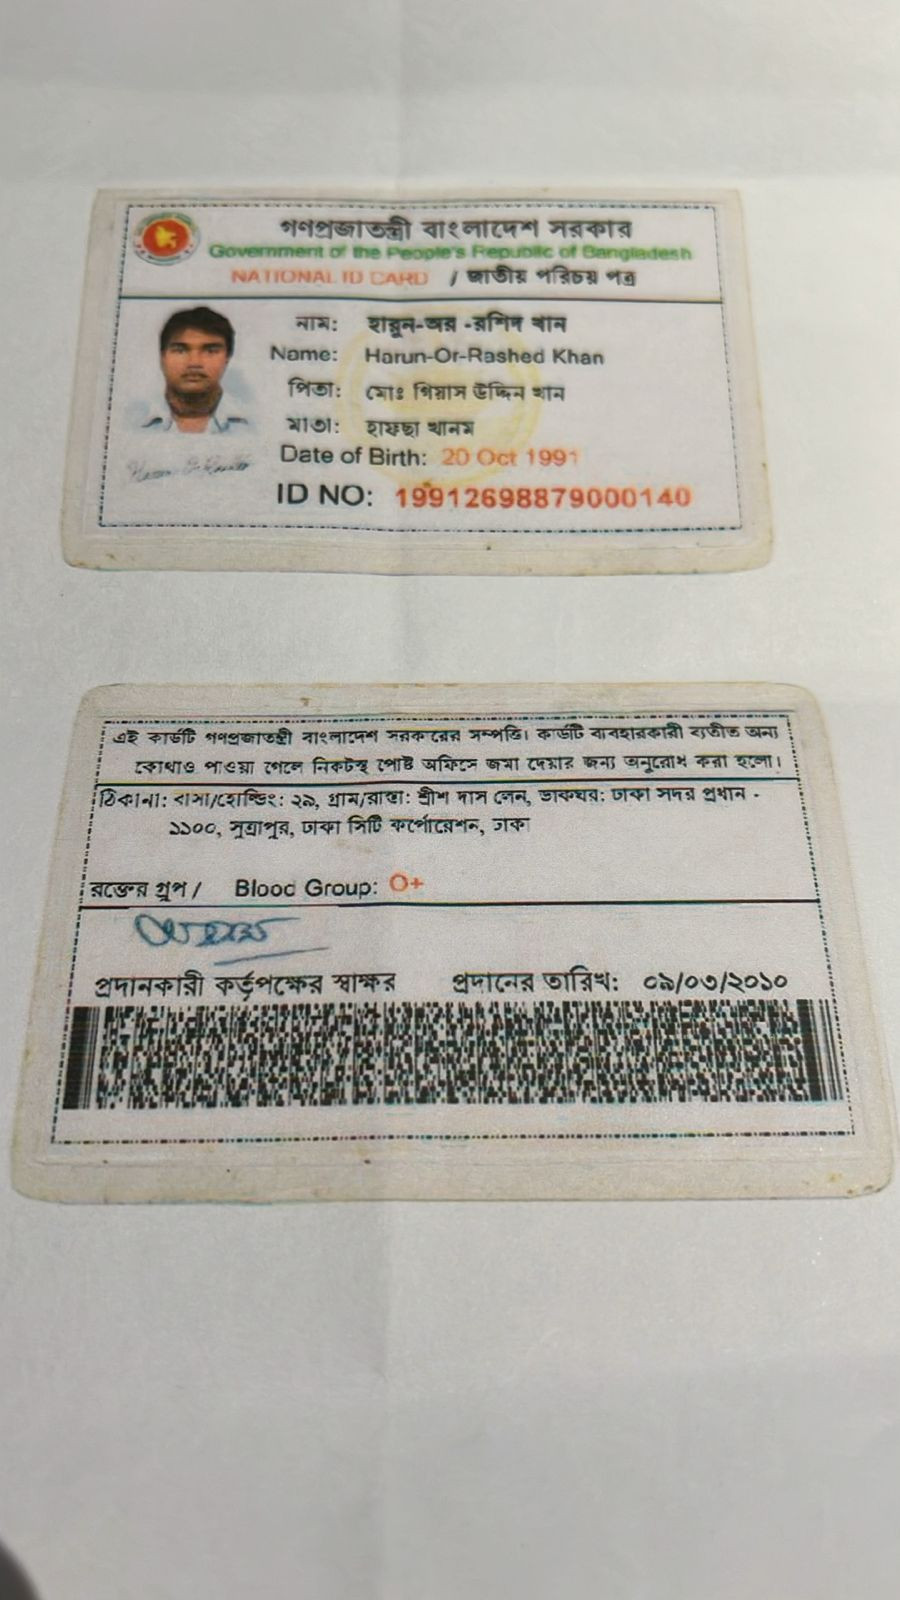 গণপ্রজাতন্ত্রী বাংলাদেশ সরকার
Government of the People's Republic of Bangladesh
NATIONAL ID CARD / জাতীয় পরিচয় পত্র
নাম: হারুন-অর -রশিদ খান
Name: Harun-Or-Rashed Khan
পিতা: মোঃ গিয়াস উদ্দিন খান
মাতা: হাফছা খানম
Date of Birth: 20 Oct 1991
ID NO: 19912698879000140
এই কার্ডটি গণপ্রজাতন্ত্রী বাংলাদেশ সরকারের সম্পত্তি। কার্ডটি ব্যবহারকারী ব্যতীত অন্য
কোথাও পাওয়া গেলে নিকটস্থ পোষ্ট অফিসে জমা দেয়ার জন্য অনুরোধ করা হলো।
ঠিকানা: বাসা/হোল্ডিং: ২৯, গ্রাম/রাস্তা: শ্রীশ দাস লেন, ডাকঘর: ঢাকা সদর প্রধান -
১১০০, সুত্রাপুর, ঢাকা সিটি কর্পোরেশন, ঢাকা
রক্তের গ্রুপ / Blood Group: O+
প্রদানকারী কর্তৃপক্ষের স্বাক্ষর প্রদানের তারিখ: ০৯/০৩/২০১০